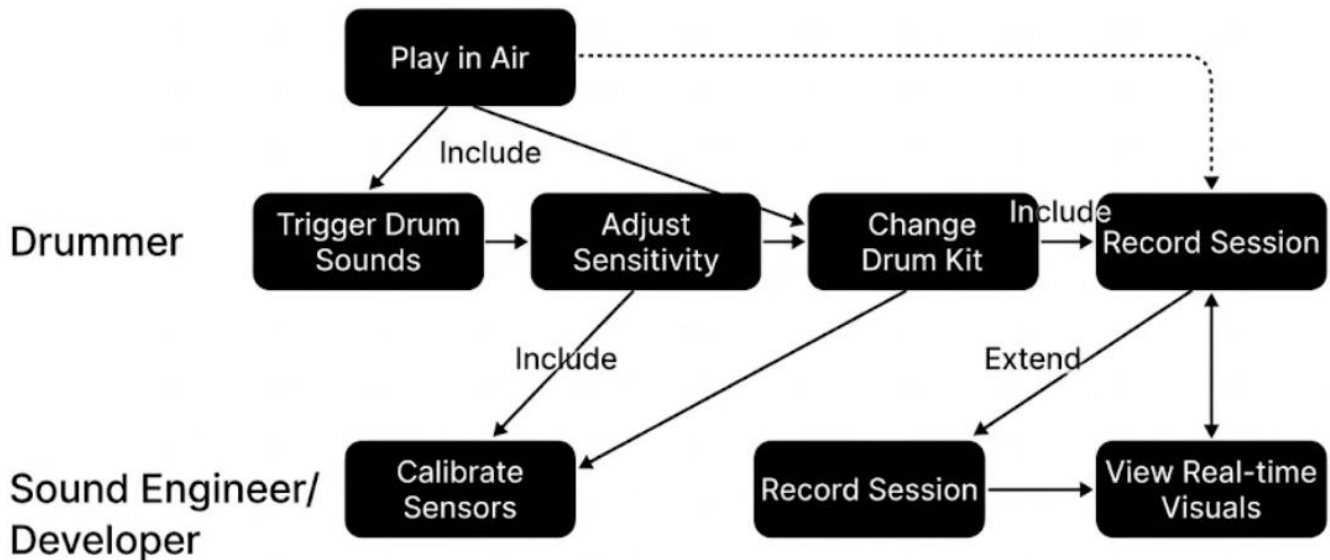 Play in Air
Include
Drummer
Trigger Drum
Sounds
Adjust
Sensitivity
Change
Drum Kit
Include
Record Session
Include
Extend
Sound Engineer/
Developer
Calibrate
Sensors
Record Session
View Real-time
Visuals